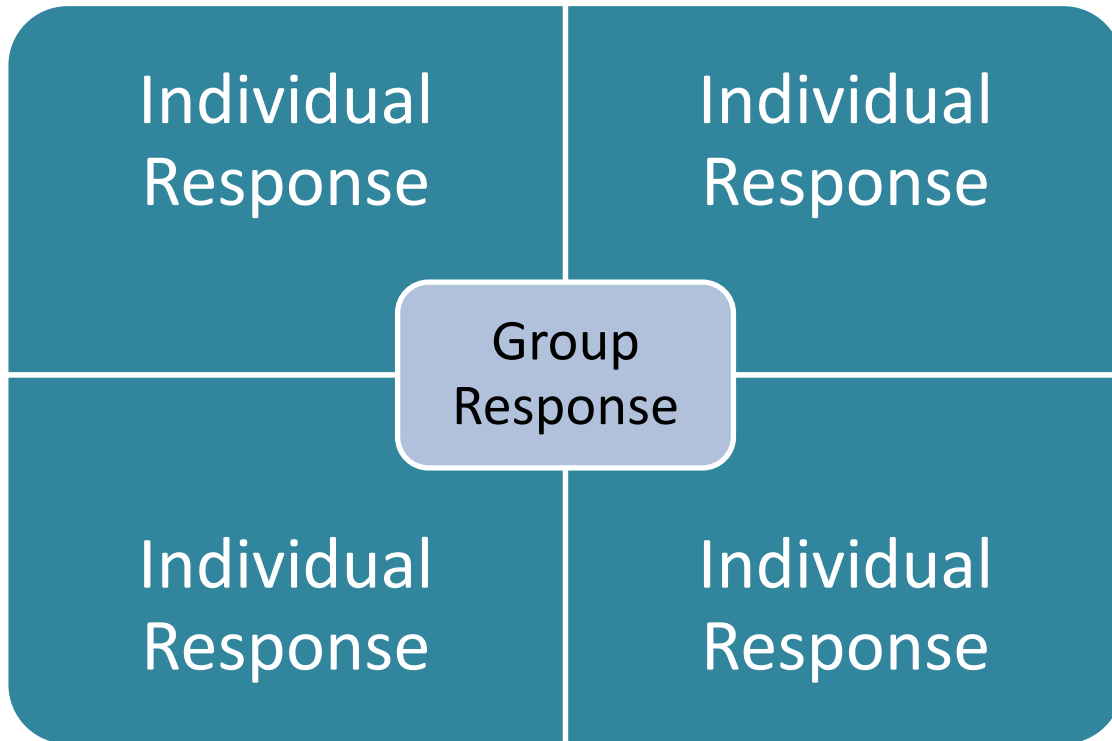 Individual
Response
Individual
Response
Group
Response
Individual
Response
Individual
Response